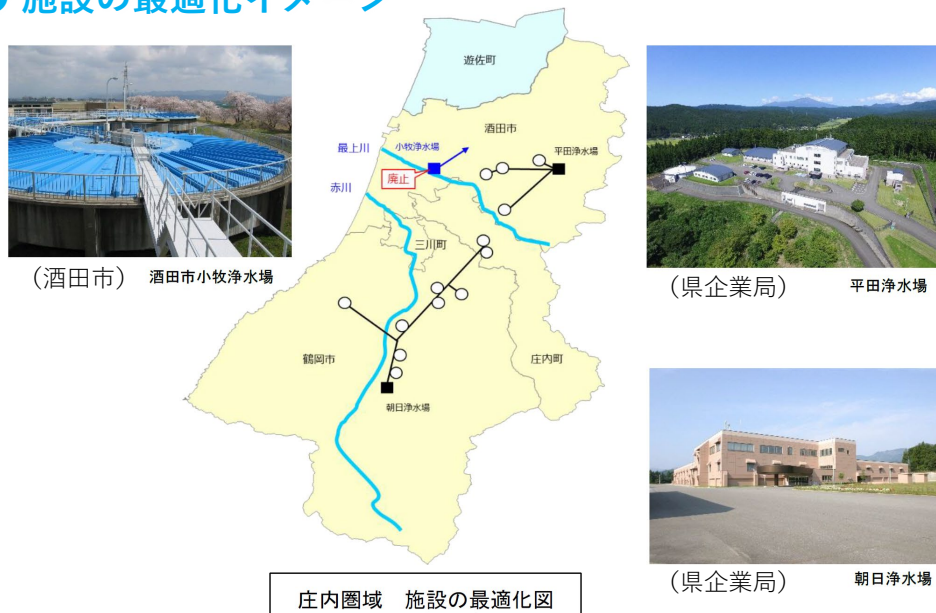 施設の最適化イメージ
遊佐町
酒田市
最上川
小牧浄水場
平田浄水場
廃止
赤川
三川町
(酒田市) 酒田市小牧浄水場
(県企業局) 平田浄水場
鶴岡市
庄内町
朝日浄水場
(県企業局) 朝日浄水場
庄内圏域 施設の最適化図